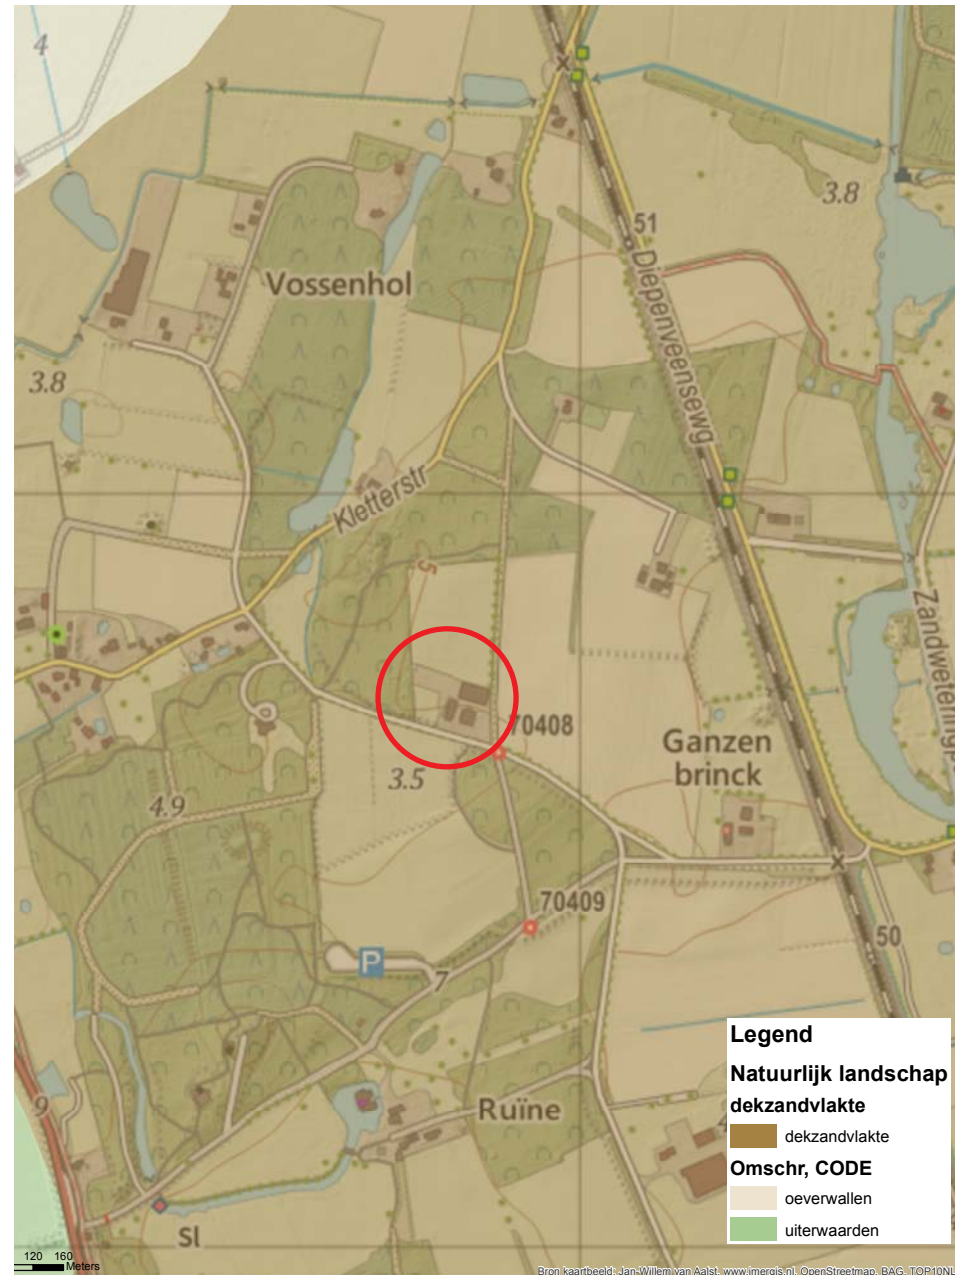 4
3.8
51
Diepenveensewg
Vossenhol
3.8
Kletterstr
5
Zandwetering
70408
Ganzen
brinck
3.5
4.9
70409
50
P
7
9
Ruïne
Sl
Legend
Natuurlijk landschap
dekzandvlakte
dekzandvlakte
Omschr, CODE
oeverwallen
uiterwaarden
120 160
Meters
Bron kaartbeeld: Jan-Willem van Aalst, www.imergis.nl, OpenStreetmap, BAG, TOP10NL